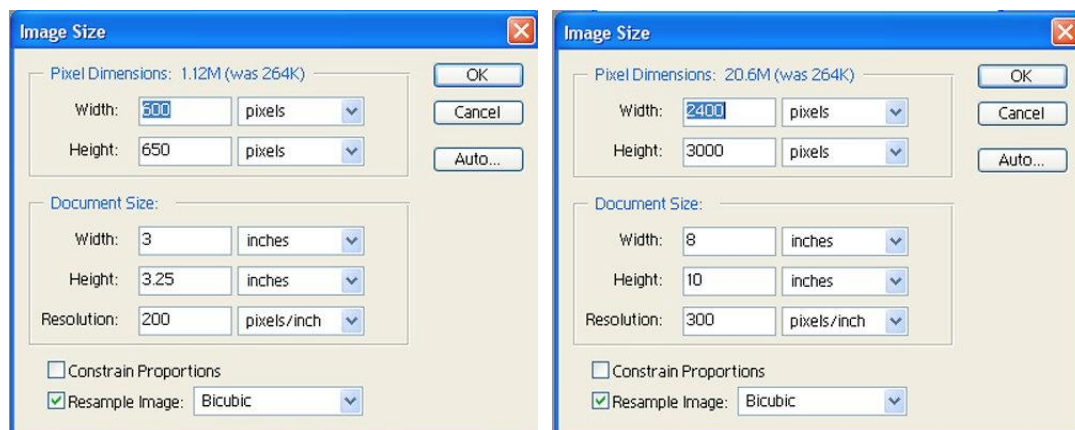 Image Size
Pixel Dimensions: 1.12M (was 264K)
OK
Width: 600 pixels
Cancel
Height: 650 pixels
Auto...
Document Size:
Width: 3 inches
Height: 3.25 inches
Resolution: 200 pixels/inch
Constrain Proportions
Resample Image: Bicubic
Image Size
Pixel Dimensions: 20.6M (was 264K)
OK
Width: 2400 pixels
Cancel
Height: 3000 pixels
Auto...
Document Size:
Width: 8 inches
Height: 10 inches
Resolution: 300 pixels/inch
Constrain Proportions
Resample Image: Bicubic